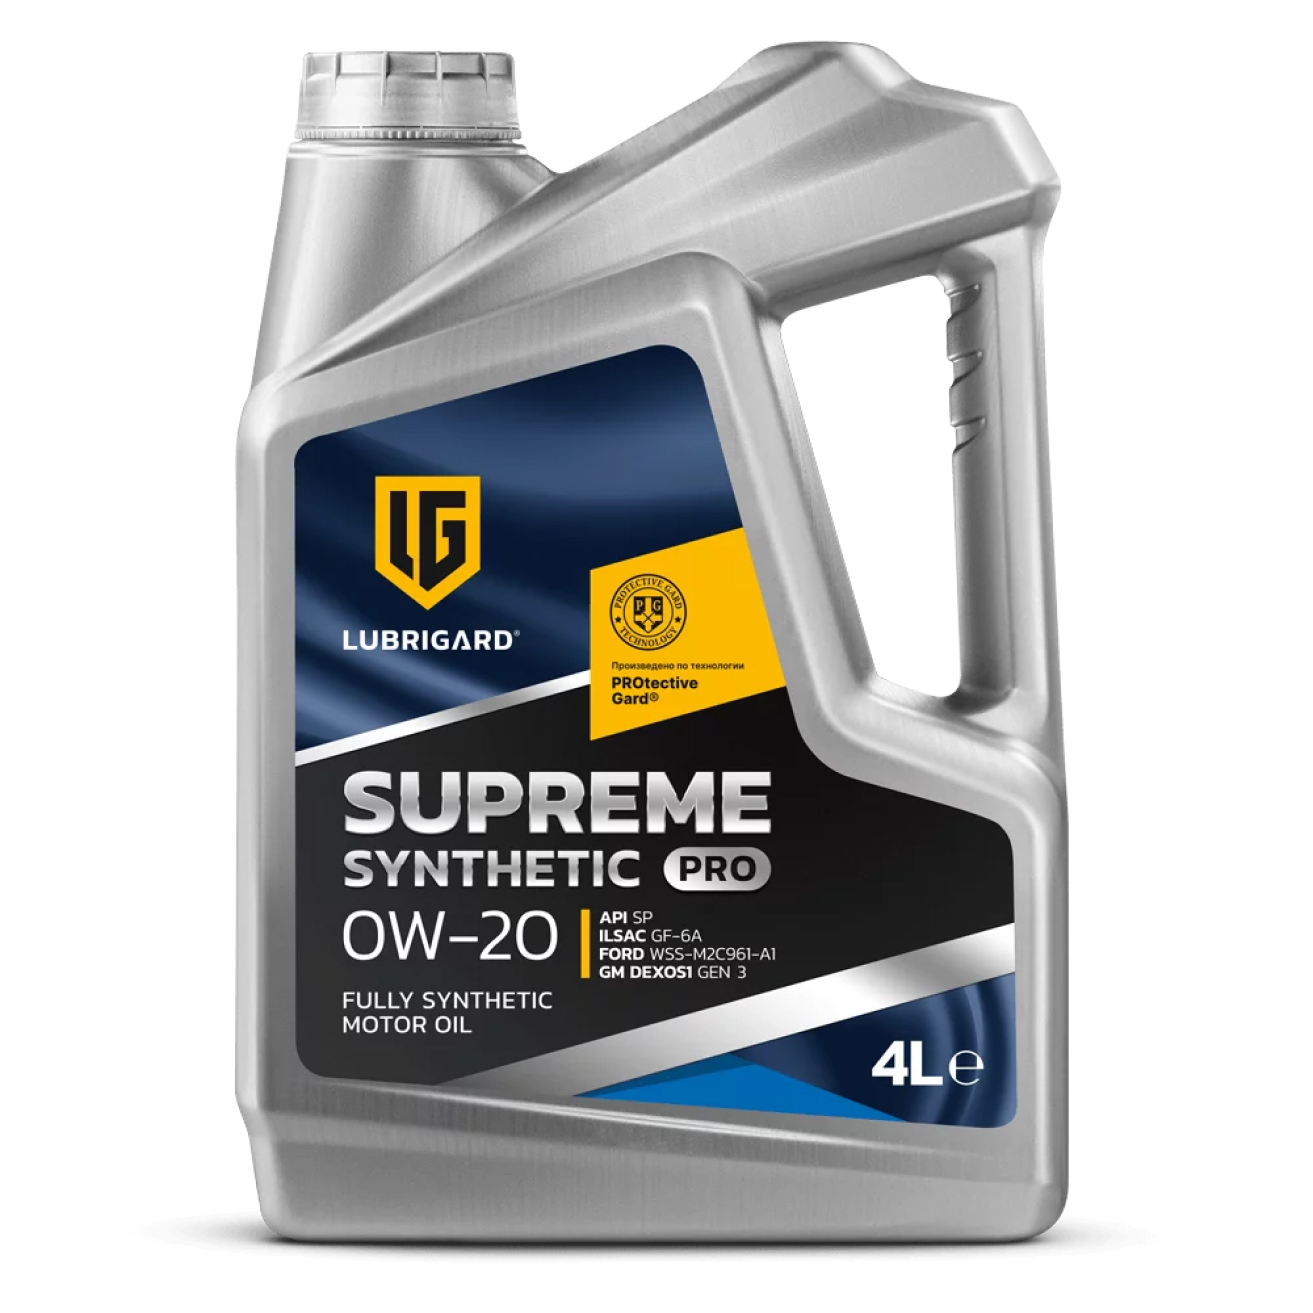 LG
LUBRIGARD®
PROTECTIVE GARD
PG
TECHNOLOGY
Произведено по технологии
PROtective
Gard®
SUPREME
SYNTHETIC PRO
0W-20
API SP
ILSAC GF-6A
FORD WSS-M2C961-A1
GM DEXOS1 GEN 3
FULLY SYNTHETIC
MOTOR OIL
4L e